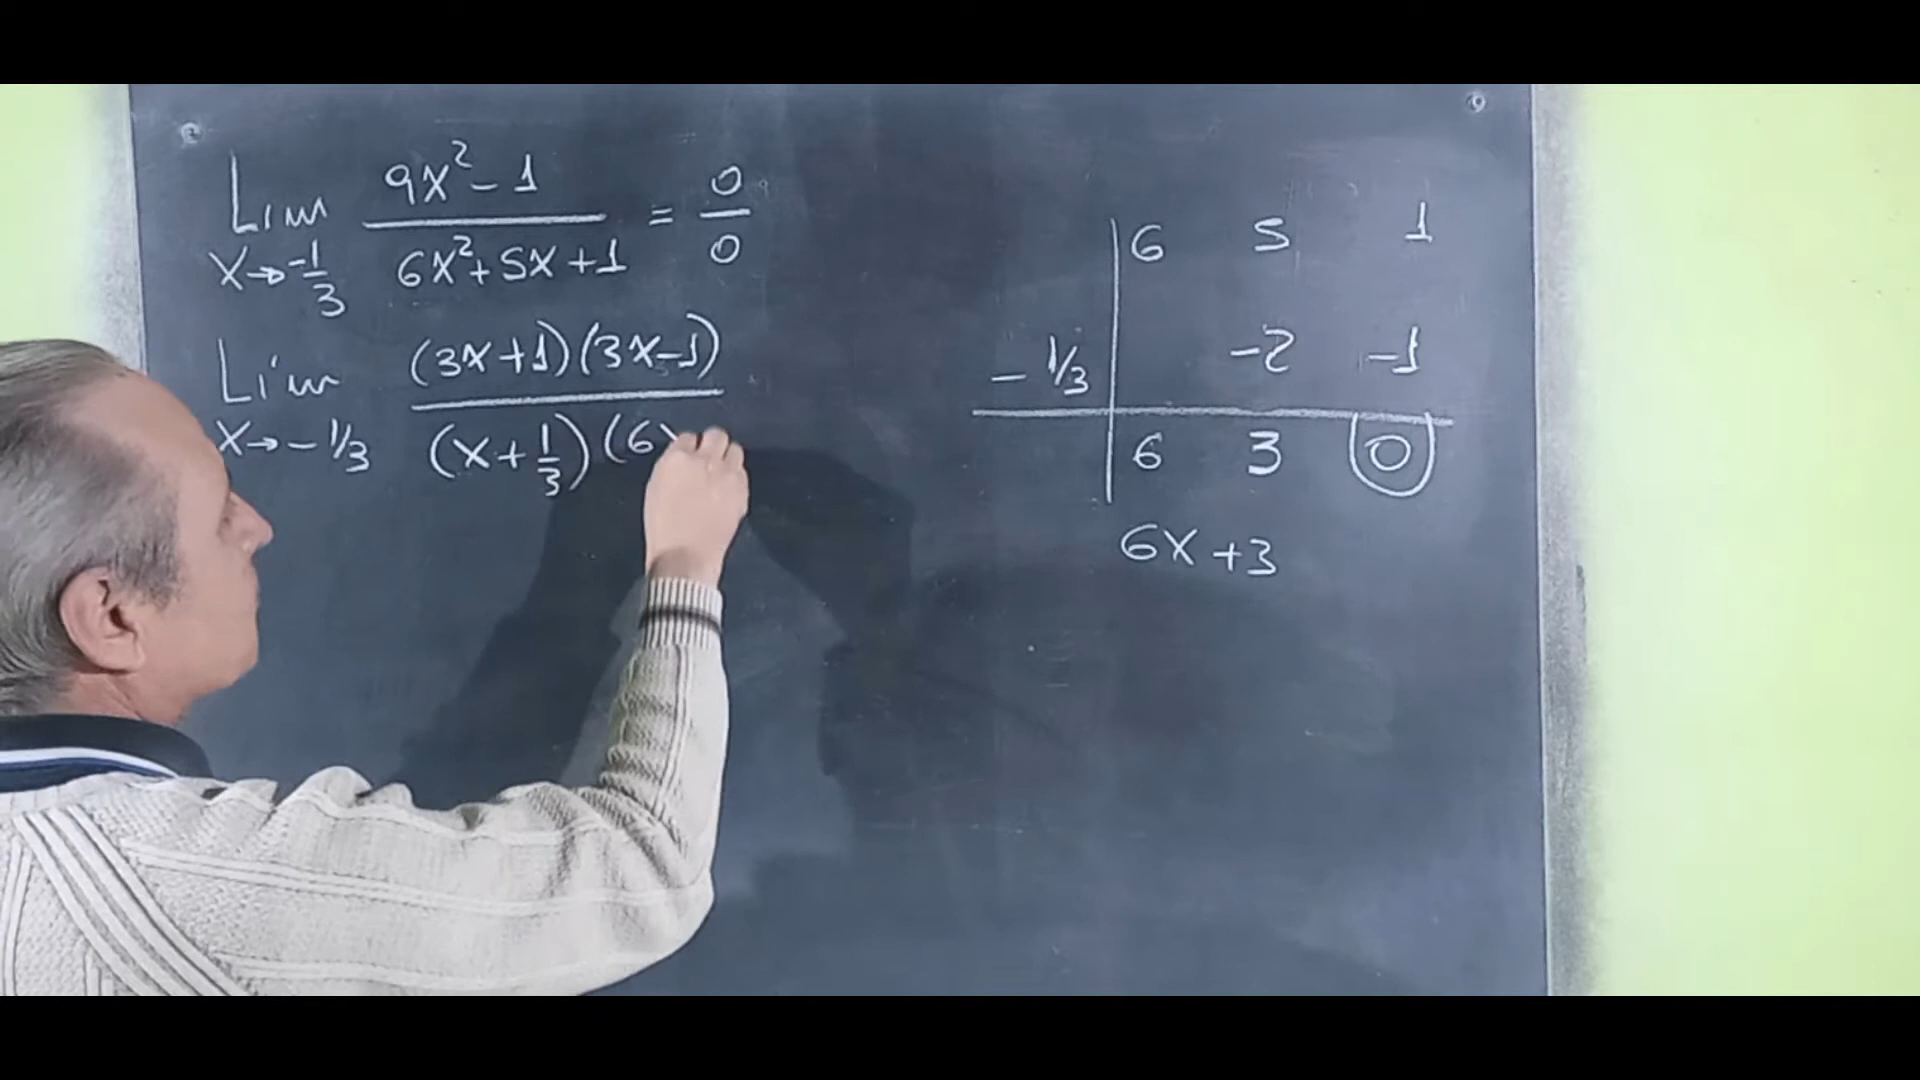 Lim 9x²-1 / 6x²+5x+1 = 0/0
x→-1/3
Lim (3x+1)(3x-1) / (x+1/3)(6x
x→-1/3
6 5 1
-1/3 -2 -1
6 3 0
6x+3